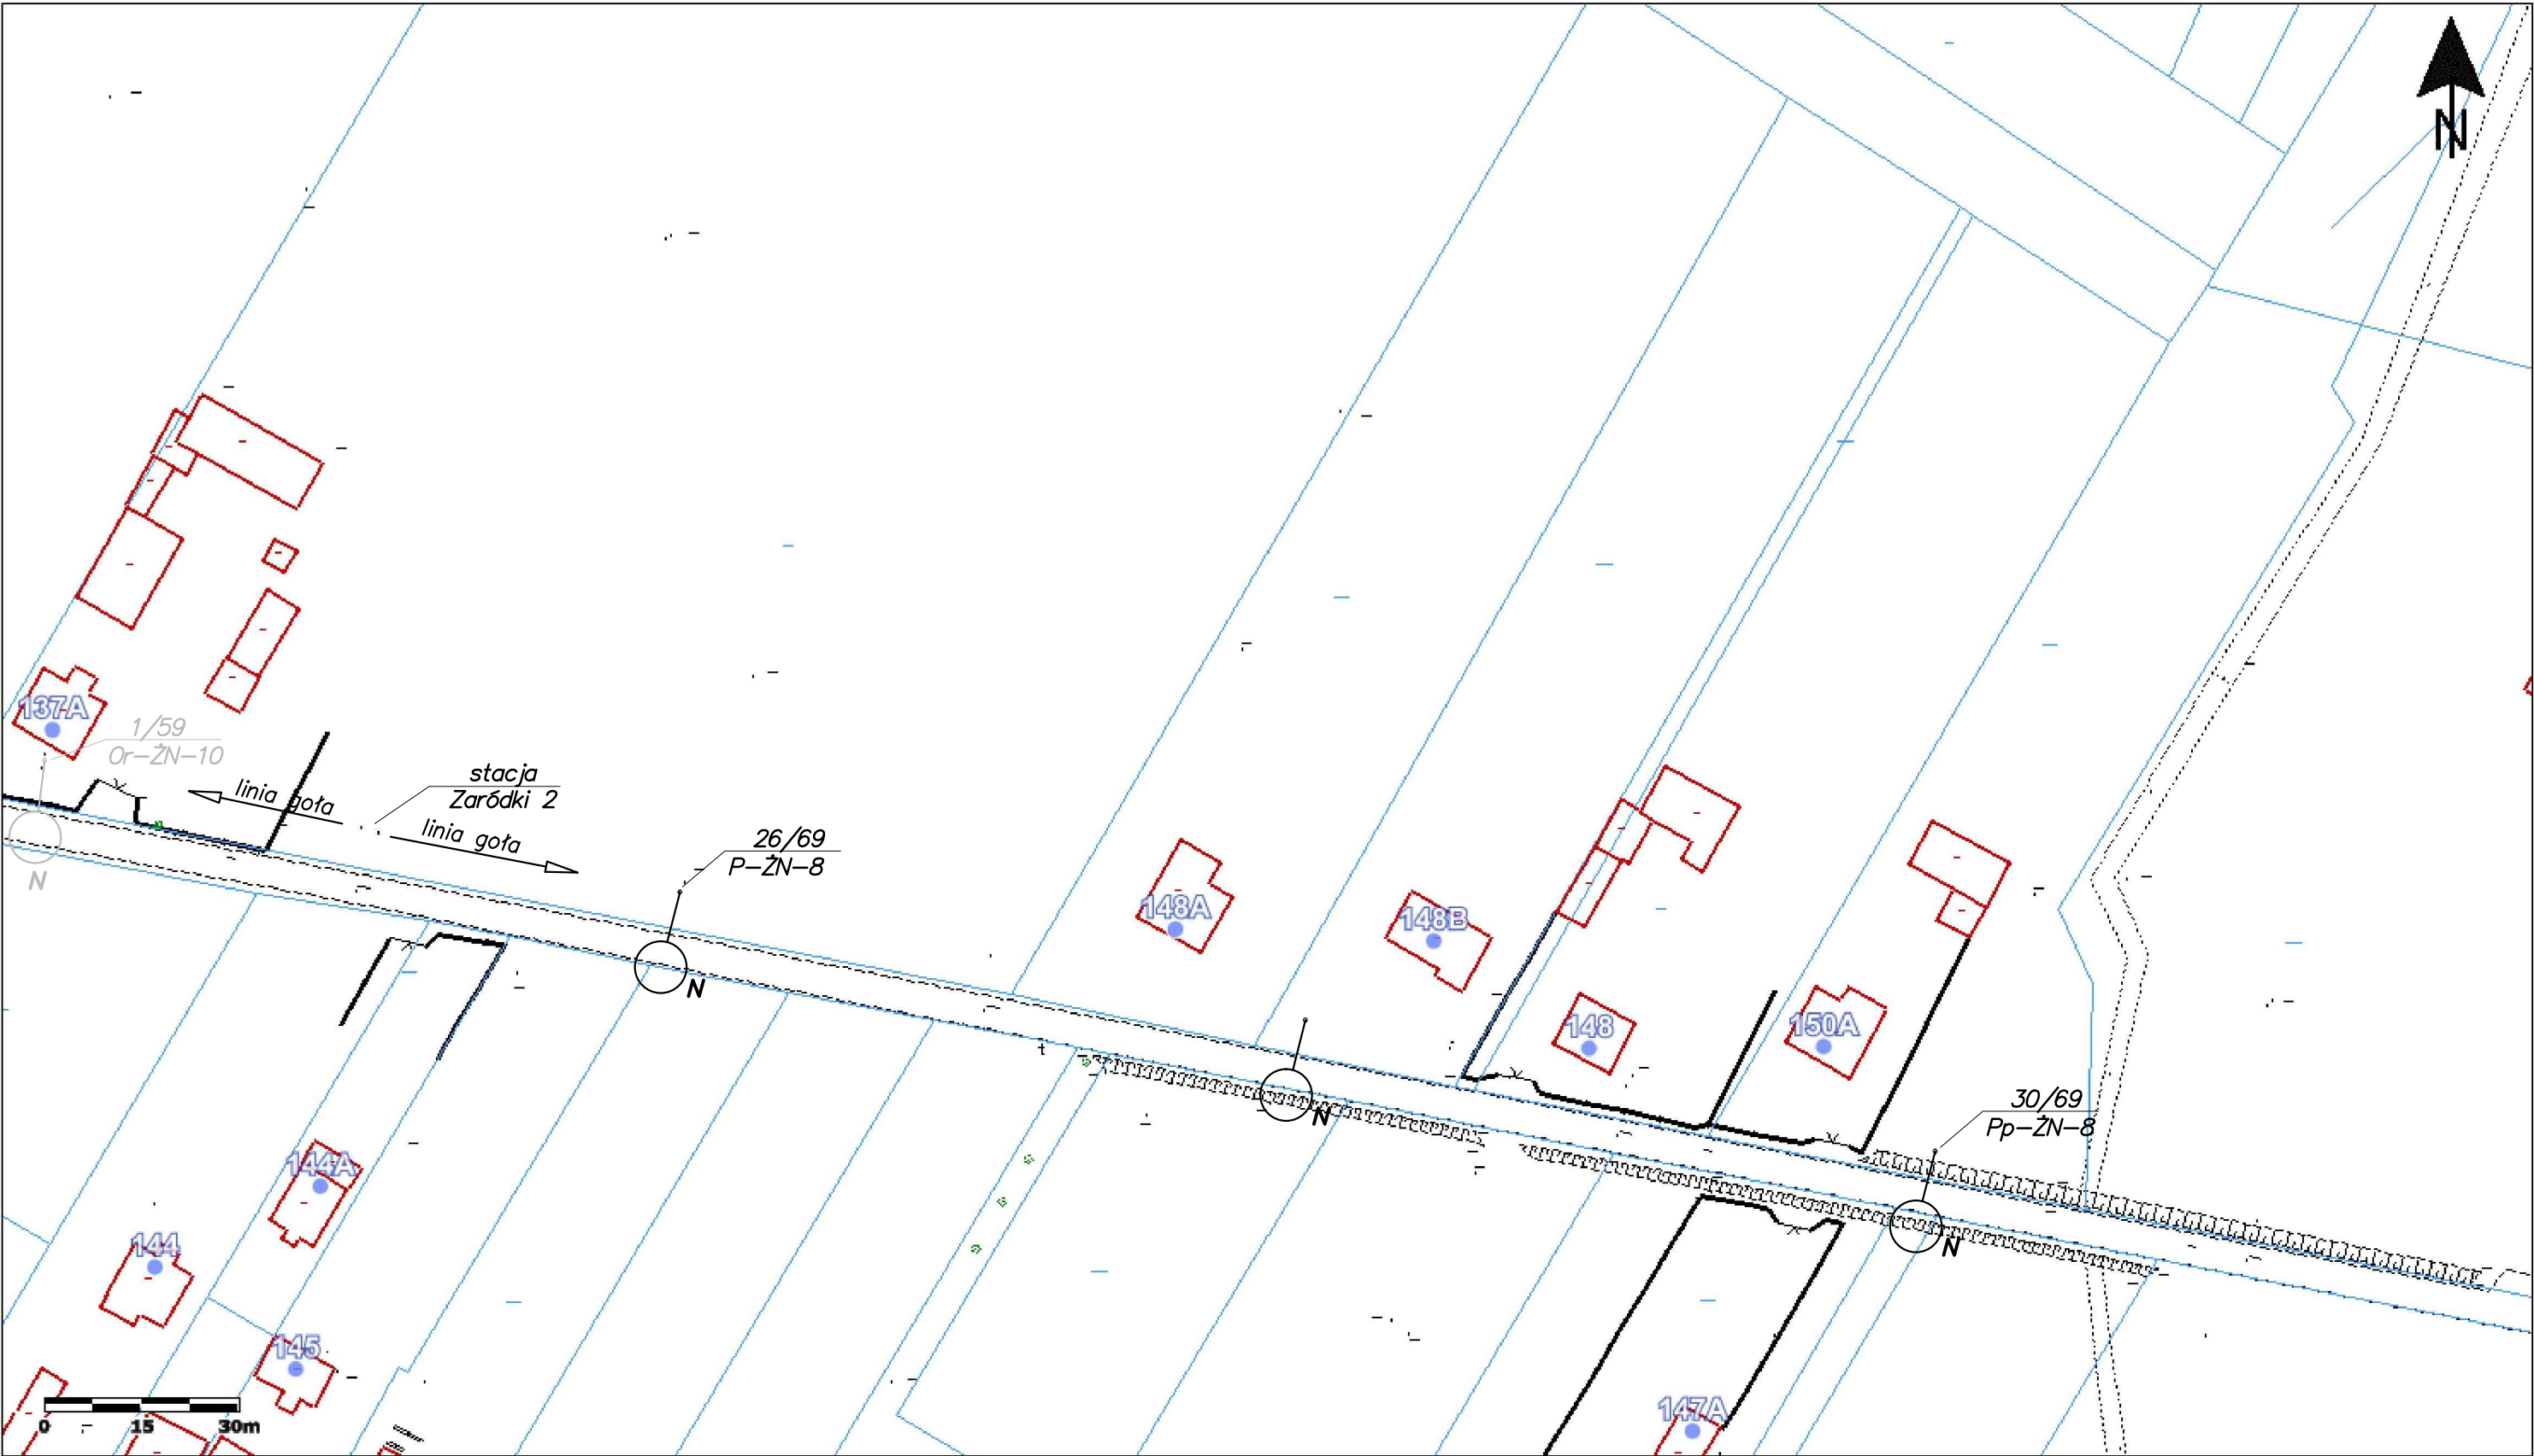 N
137A
1/59
Or-ŻN-10
linia goła
stacja
Zaródki 2
linia goła
26/69
P-ŻN-8
N
N
148A
148B
148
150A
30/69
Pp-ŻN-8
N
N
144A
144
145
147A
0 15 30m